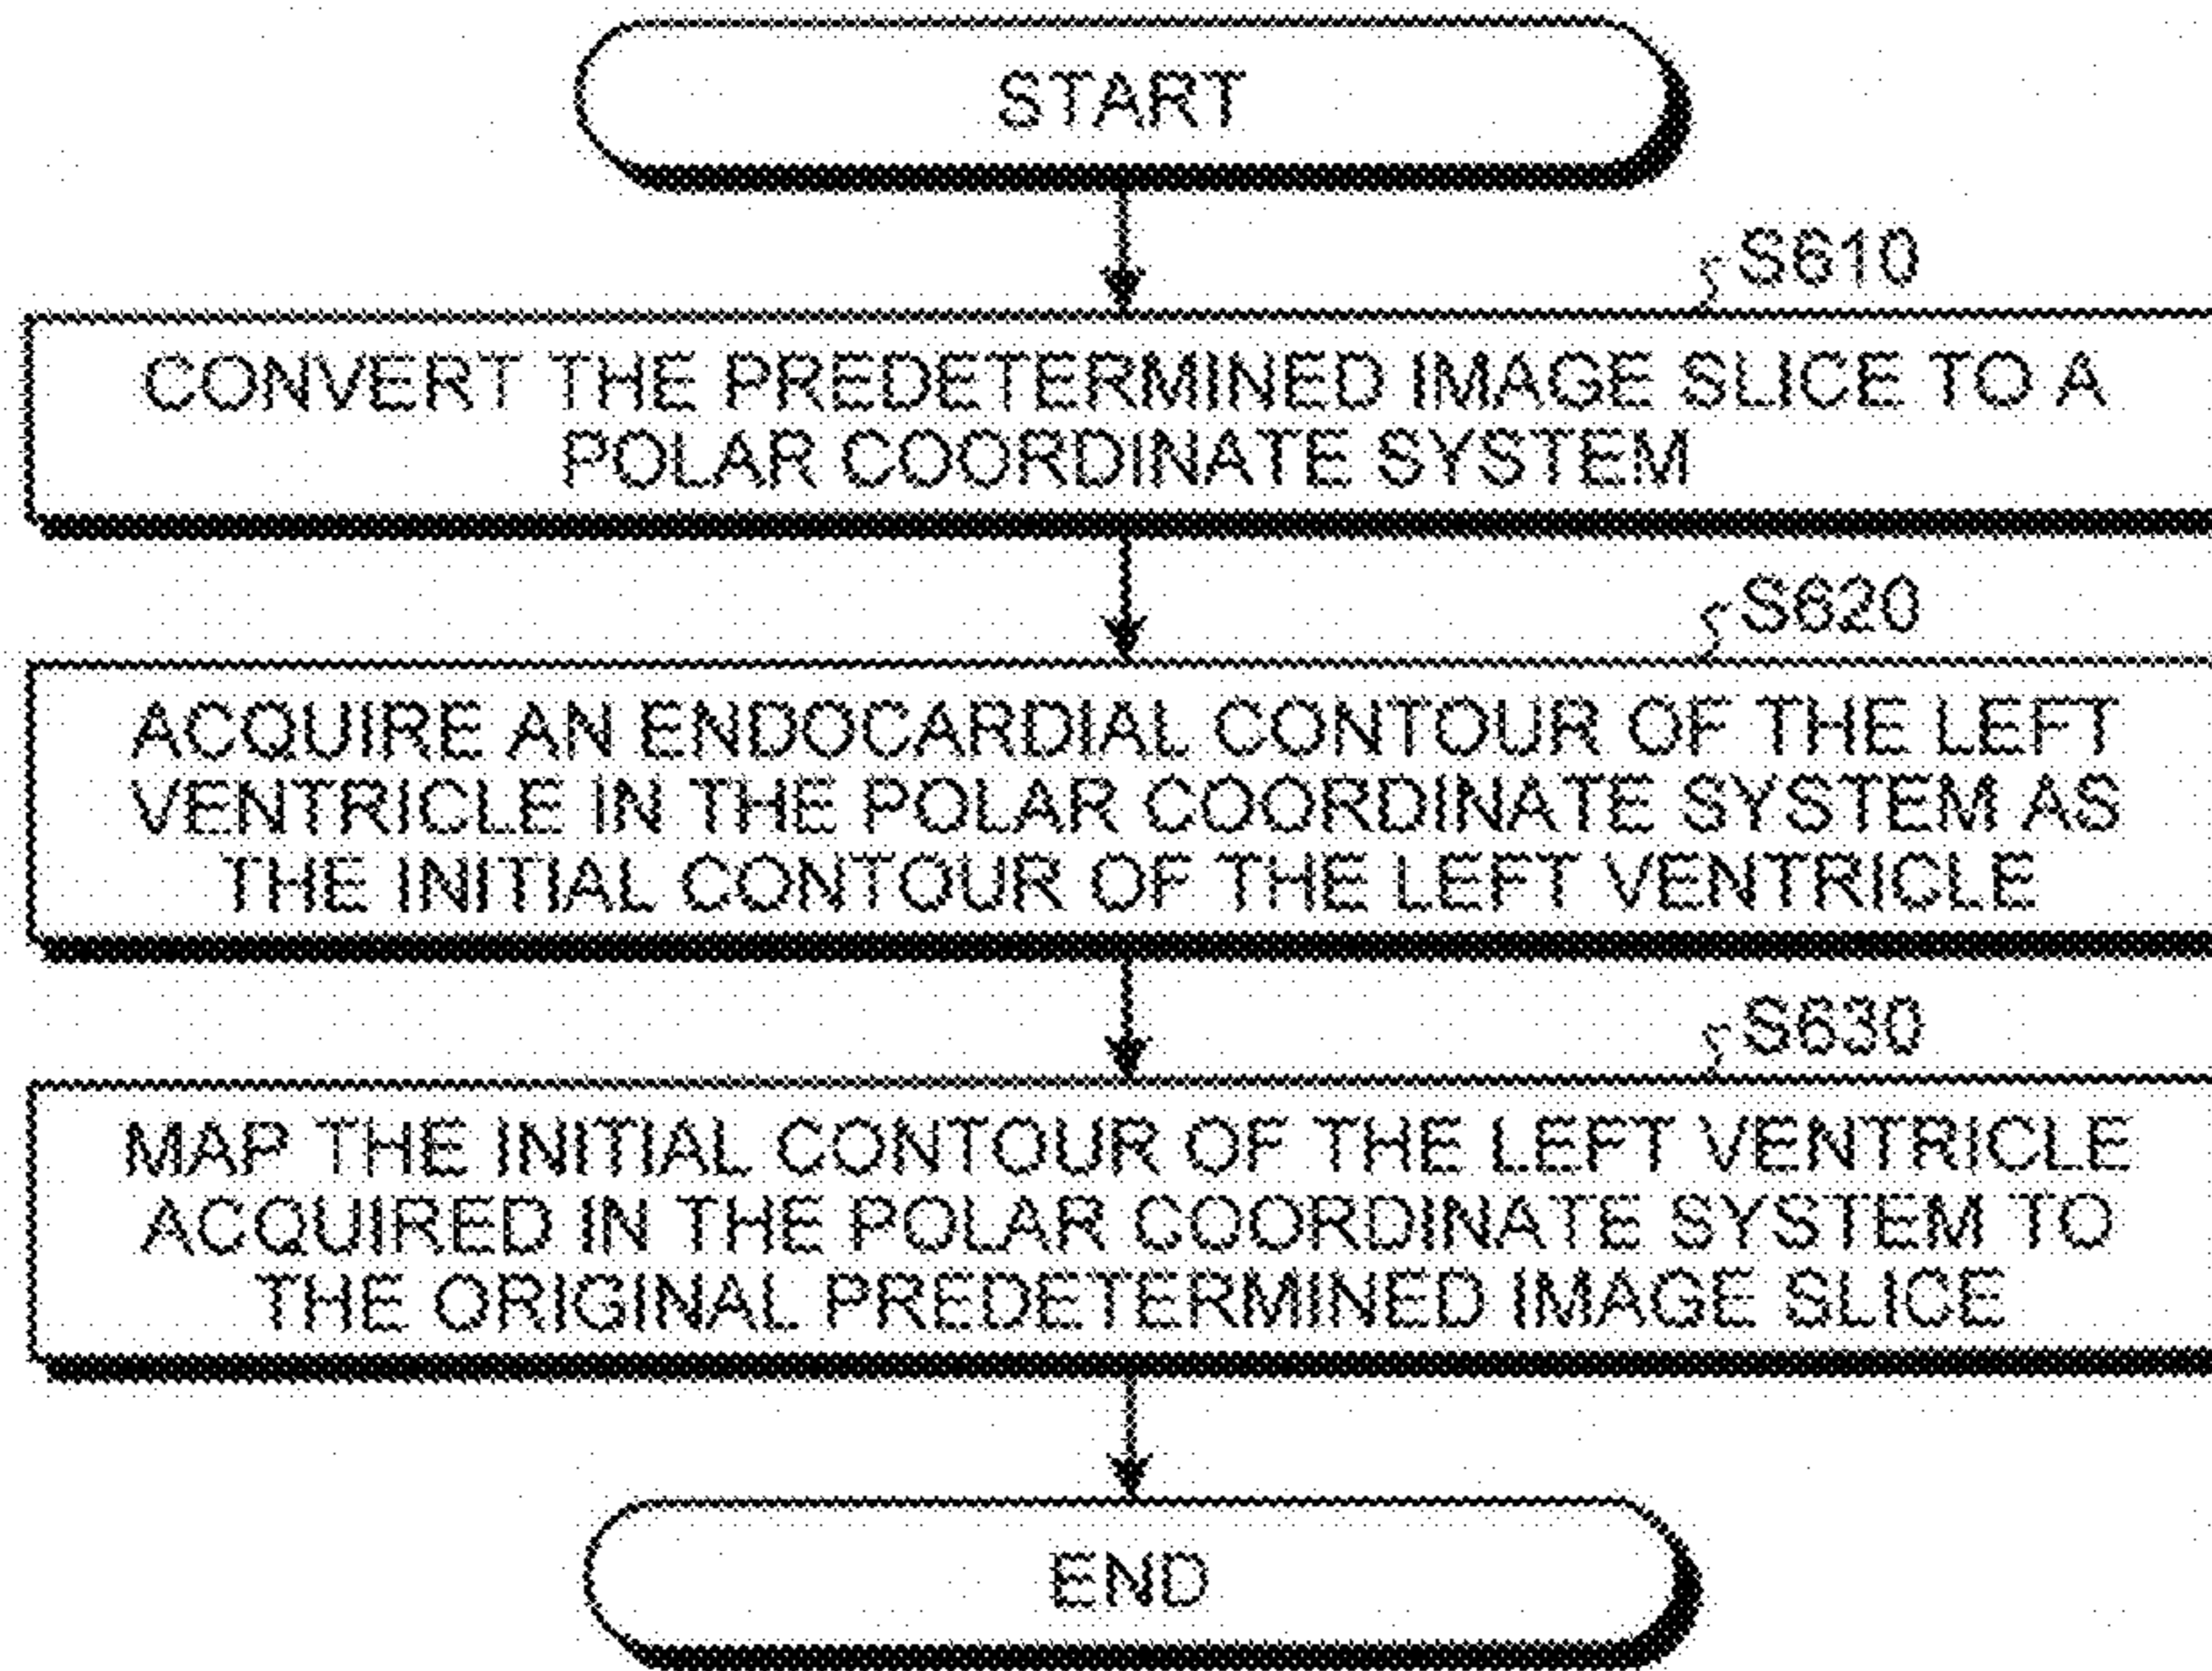 START
S610
CONVERT THE PREDETERMINED IMAGE SLICE TO A
POLAR COORDINATE SYSTEM
S620
ACQUIRE AN ENDOCARDIAL CONTOUR OF THE LEFT
VENTRICLE IN THE POLAR COORDINATE SYSTEM AS
THE INITIAL CONTOUR OF THE LEFT VENTRICLE
S630
MAP THE INITIAL CONTOUR OF THE LEFT VENTRICLE
ACQUIRED IN THE POLAR COORDINATE SYSTEM TO
THE ORIGINAL PREDETERMINED IMAGE SLICE
END